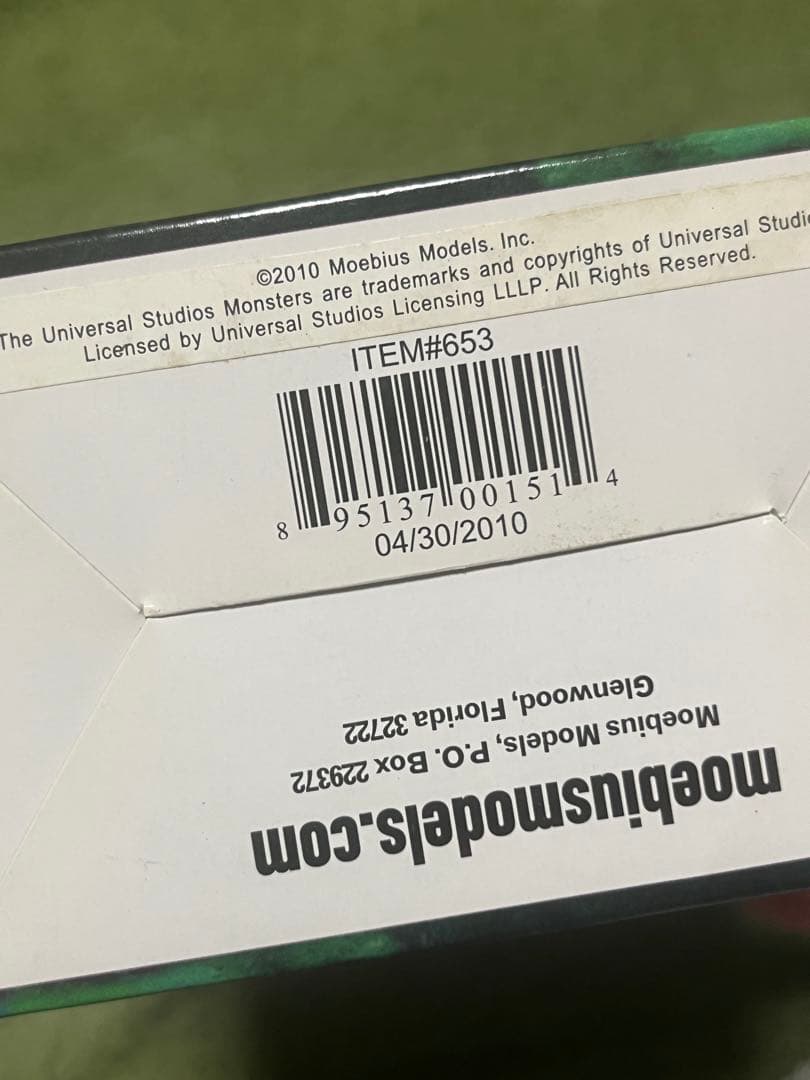 ©2010 Moebius Models. Inc.
The Universal Studios Monsters are trademarks and copyrights of Universal
Licensed by Universal Studios Licensing LLLP. All Rights Reserved.
ITEM#653
8 95137 00151 4
04/30/2010
moebiusmodels.com
Moebius Models, P.O. Box 229372
Glenwood, Florida 32722